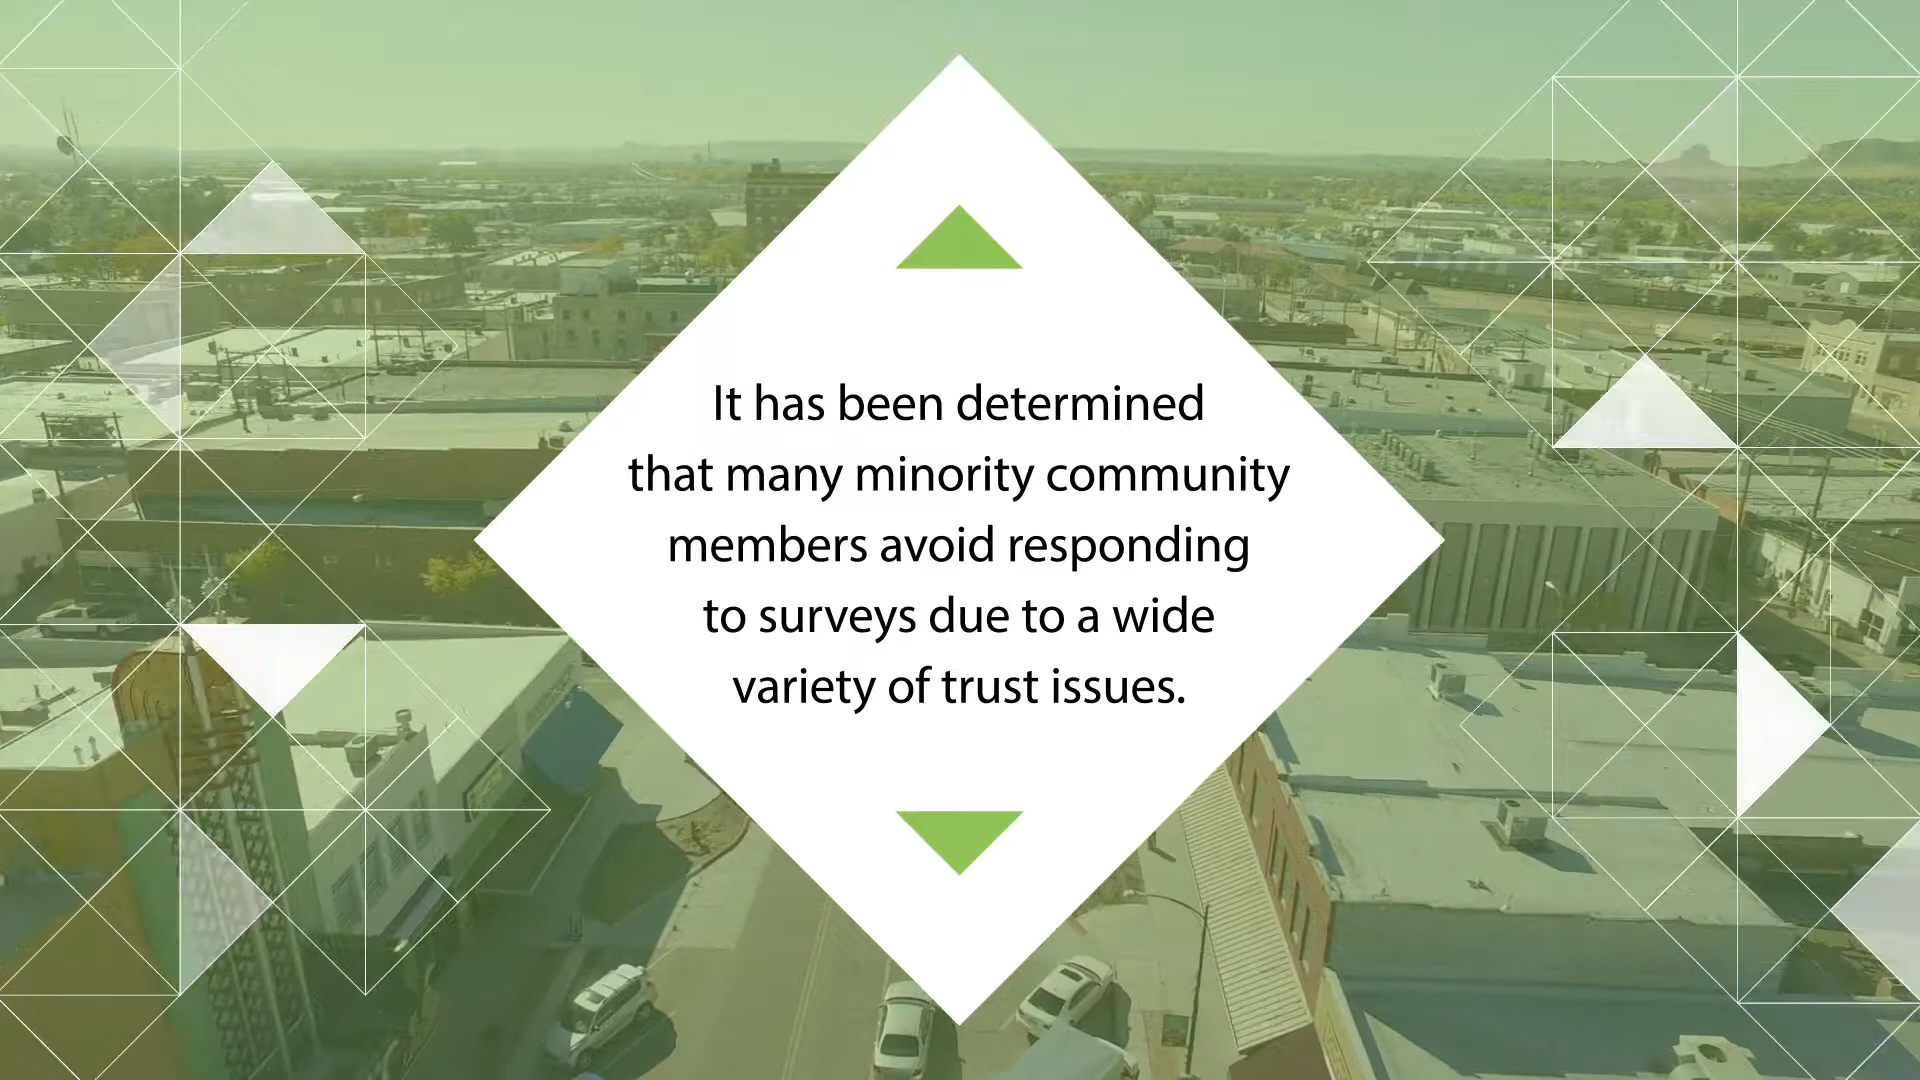 It has been determined
that many minority community
members avoid responding
to surveys due to a wide
variety of trust issues.